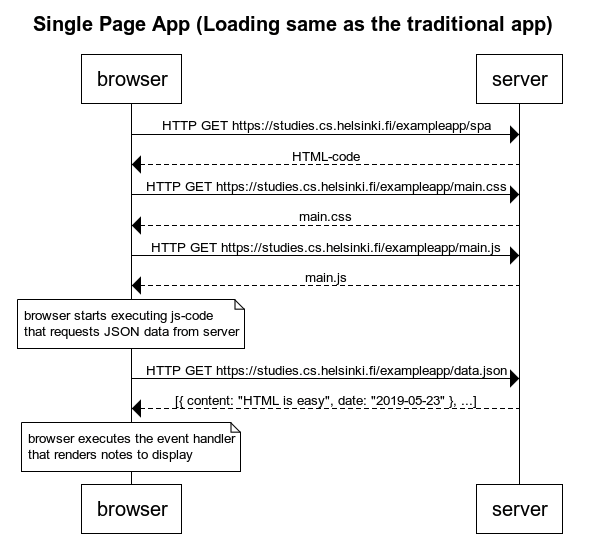 Single Page App (Loading same as the traditional app)
browser
server
HTTP GET https://studies.cs.helsinki.fi/exampleapp/spa
HTML-code
HTTP GET https://studies.cs.helsinki.fi/exampleapp/main.css
main.css
HTTP GET https://studies.cs.helsinki.fi/exampleapp/main.js
main.js
browser starts executing js-code
that requests JSON data from server
HTTP GET https://studies.cs.helsinki.fi/exampleapp/data.json
[{ content: "HTML is easy", date: "2019-05-23" }, ...]
browser executes the event handler
that renders notes to display
browser
server